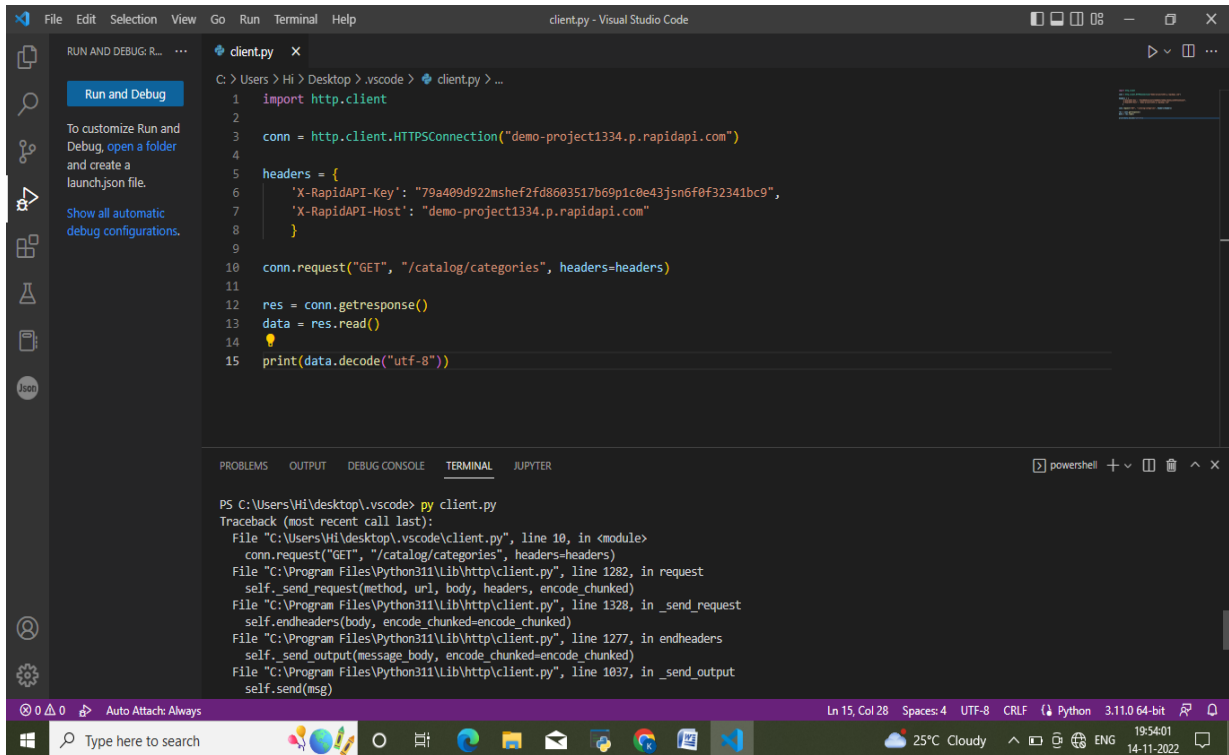 File Edit Selection View Go Run Terminal Help
client.py - Visual Studio Code
RUN AND DEBUG: R...
Run and Debug
To customize Run and
Debug, open a folder
and create a
launch.json file.
Show all automatic
debug configurations.
Json
client.py
C: > Users > Hi > Desktop > .vscode > client.py > ...
1 import http.client
2
3 conn = http.client.HTTPSConnection("demo-project1334.p.rapidapi.com")
4
5 headers = {
6 'X-RapidAPI-Key': "79a409d922mshef2fd8603517b69p1c0e43jsn6f0f32341bc9",
7 'X-RapidAPI-Host': "demo-project1334.p.rapidapi.com"
8 }
9
10 conn.request("GET", "/catalog/categories", headers=headers)
11
12 res = conn.getresponse()
13 data = res.read()
14
15 print(data.decode("utf-8"))
PROBLEMS OUTPUT DEBUG CONSOLE TERMINAL JUPYTER
powershell
PS C:\Users\Hi\desktop\.vscode> py client.py
Traceback (most recent call last):
File "C:\Users\Hi\desktop\.vscode\client.py", line 10, in <module>
conn.request("GET", "/catalog/categories", headers=headers)
File "C:\Program Files\Python311\Lib\http\client.py", line 1282, in request
self._send_request(method, url, body, headers, encode_chunked)
File "C:\Program Files\Python311\Lib\http\client.py", line 1328, in _send_request
self.endheaders(body, encode_chunked=encode_chunked)
File "C:\Program Files\Python311\Lib\http\client.py", line 1277, in endheaders
self._send_output(message_body, encode_chunked=encode_chunked)
File "C:\Program Files\Python311\Lib\http\client.py", line 1037, in _send_output
self.send(msg)
0 0 Auto Attach: Always
Ln 15, Col 28 Spaces: 4 UTF-8 CRLF Python 3.11.0 64-bit
Type here to search
25°C Cloudy
ENG
19:54:01
14-11-2022